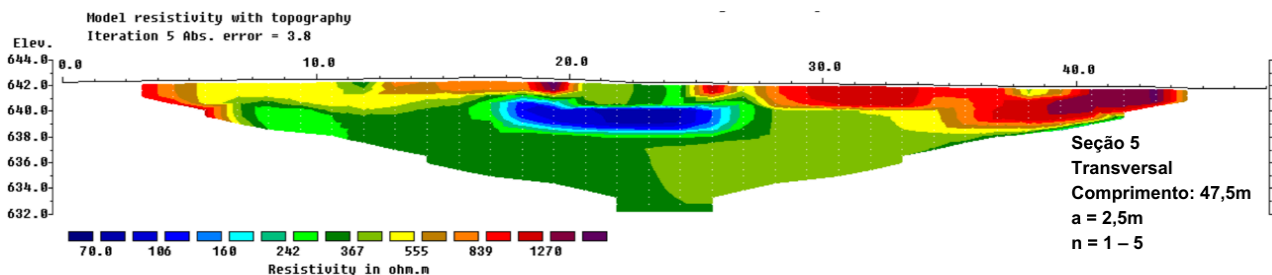 Model resistivity with topography
Iteration 5 Abs. error = 3.8
Elev.
0.0 10.0 20.0 30.0 40.0
644.0
642.0
640.0
638.0
636.0
634.0
632.0
Seção 5
Transversal
Comprimento: 47,5m
a = 2,5m
n = 1 – 5
70.0 106 160 242 367 555 839 1270
Resistivity in ohm.m